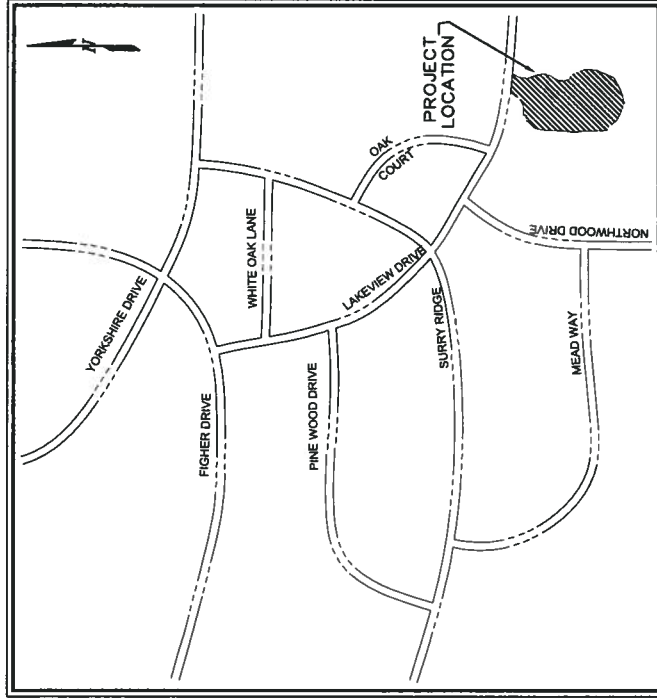 N
PROJECT
LOCATION
OAK
COURT
YORKSHIRE DRIVE
WHITE OAK LANE
LAKEVIEW DRIVE
NORTHWOOD DRIVE
FIGHER DRIVE
PINE WOOD DRIVE
SURRY RIDGE
MEAD WAY